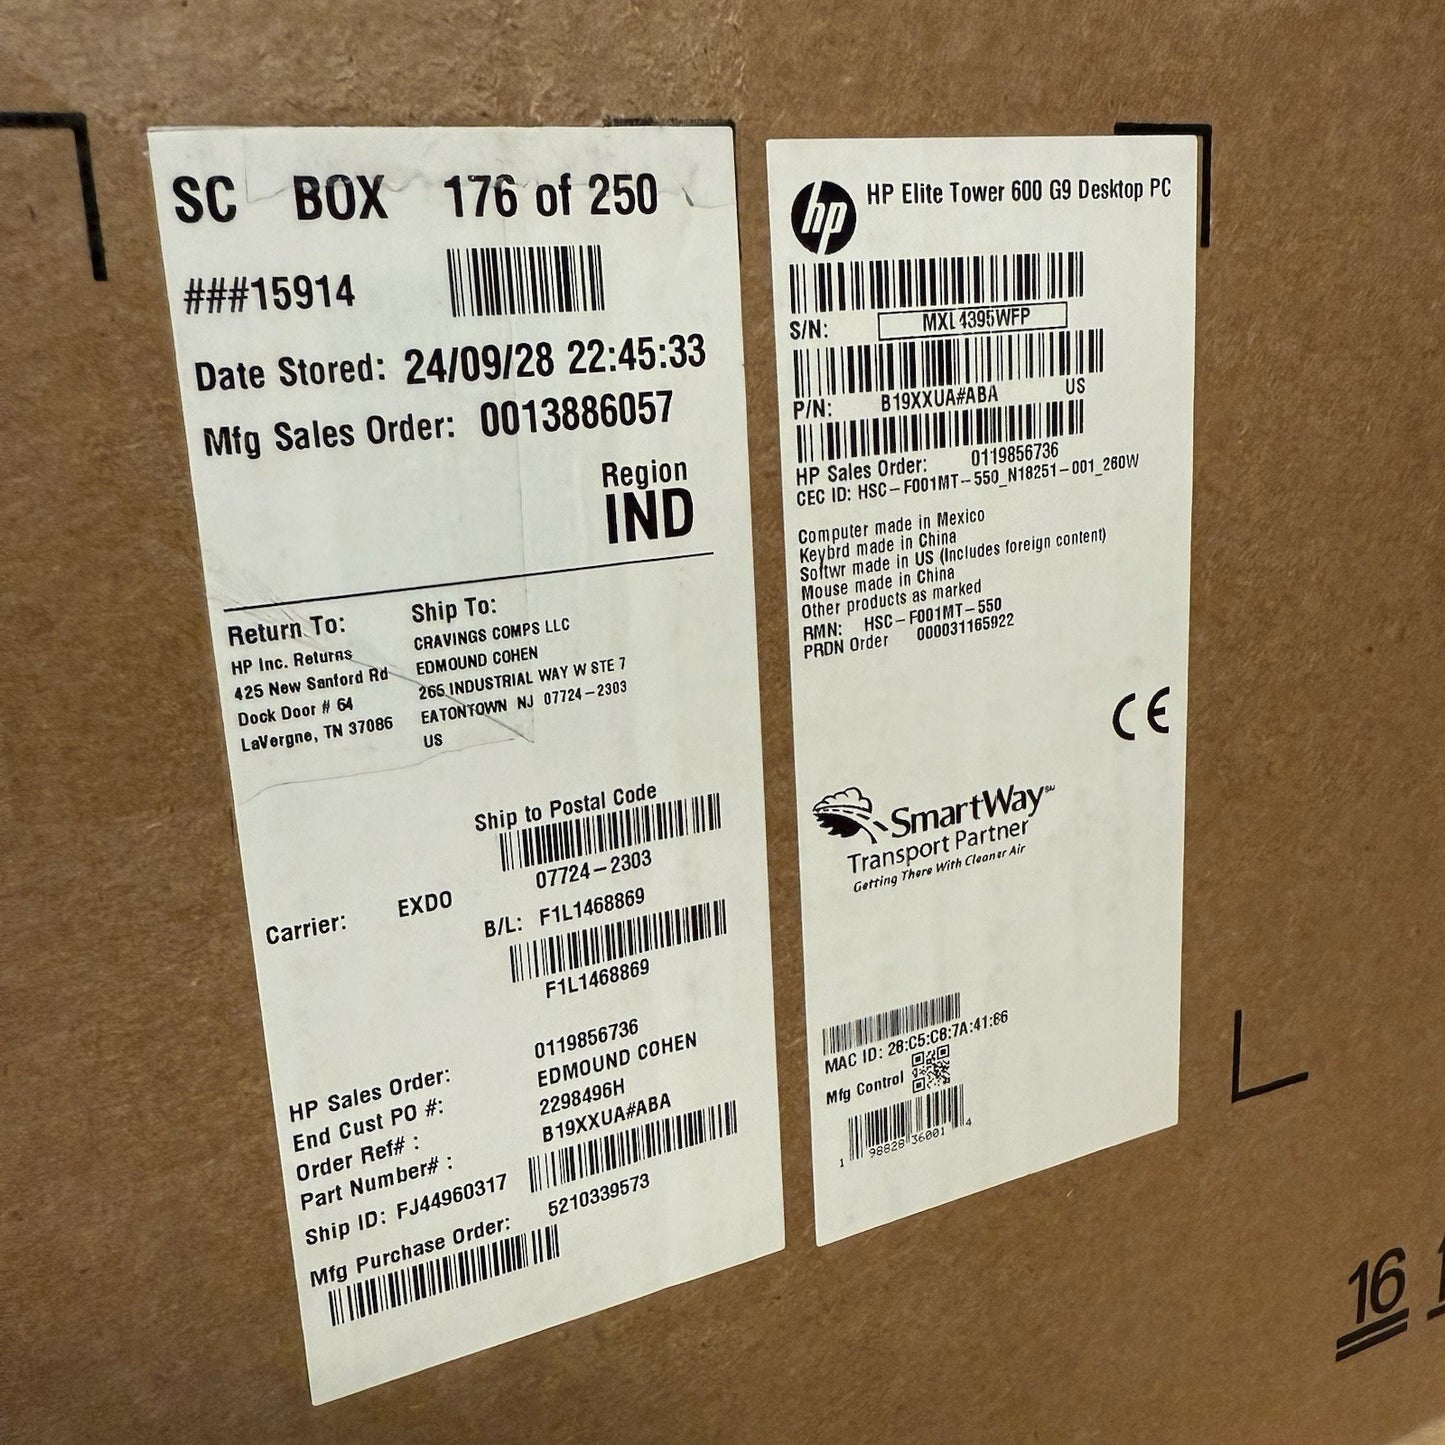 SC BOX 176 of 250
###15914
Date Stored: 24/09/28 22:45:33
Mfg Sales Order: 0013886057
Region
IND
Return To:
HP Inc. Returns
425 New Sanford Rd
Dock Door # 64
LaVergne, TN 37086
Ship To:
CRAVINGS COMPS LLC
EDMOUND COHEN
265 INDUSTRIAL WAY W STE 7
EATONTOWN NJ 07724-2303
US
Ship to Postal Code
07724-2303
Carrier: EXDO
B/L: F1L1468869
F1L1468869
HP Sales Order: 0119856736
End Cust PO #: EDMOUND COHEN
Order Ref# : 2298496H
Part Number# : B19XXUA#ABA
Ship ID: FJ44960317
Mfg Purchase Order: 5210339573
hp
HP Elite Tower 600 G9 Desktop PC
S/N: MXL4395WFP
P/N: B19XXUA#ABA US
HP Sales Order: 0119856736
CEC ID: HSC-F001MT-550_N18251-001_260W
Computer made in Mexico
Keybrd made in China
Softwr made in US (Includes foreign content)
Mouse made in China
Other products as marked
RMN: HSC-F001MT-550
PRDN Order 000031165922
CE
SmartWay℠
Transport Partner
Getting There With Cleaner Air
MAC ID: 28:C5:C8:7A:41:66
Mfg Control
1 98828 36001 4
16